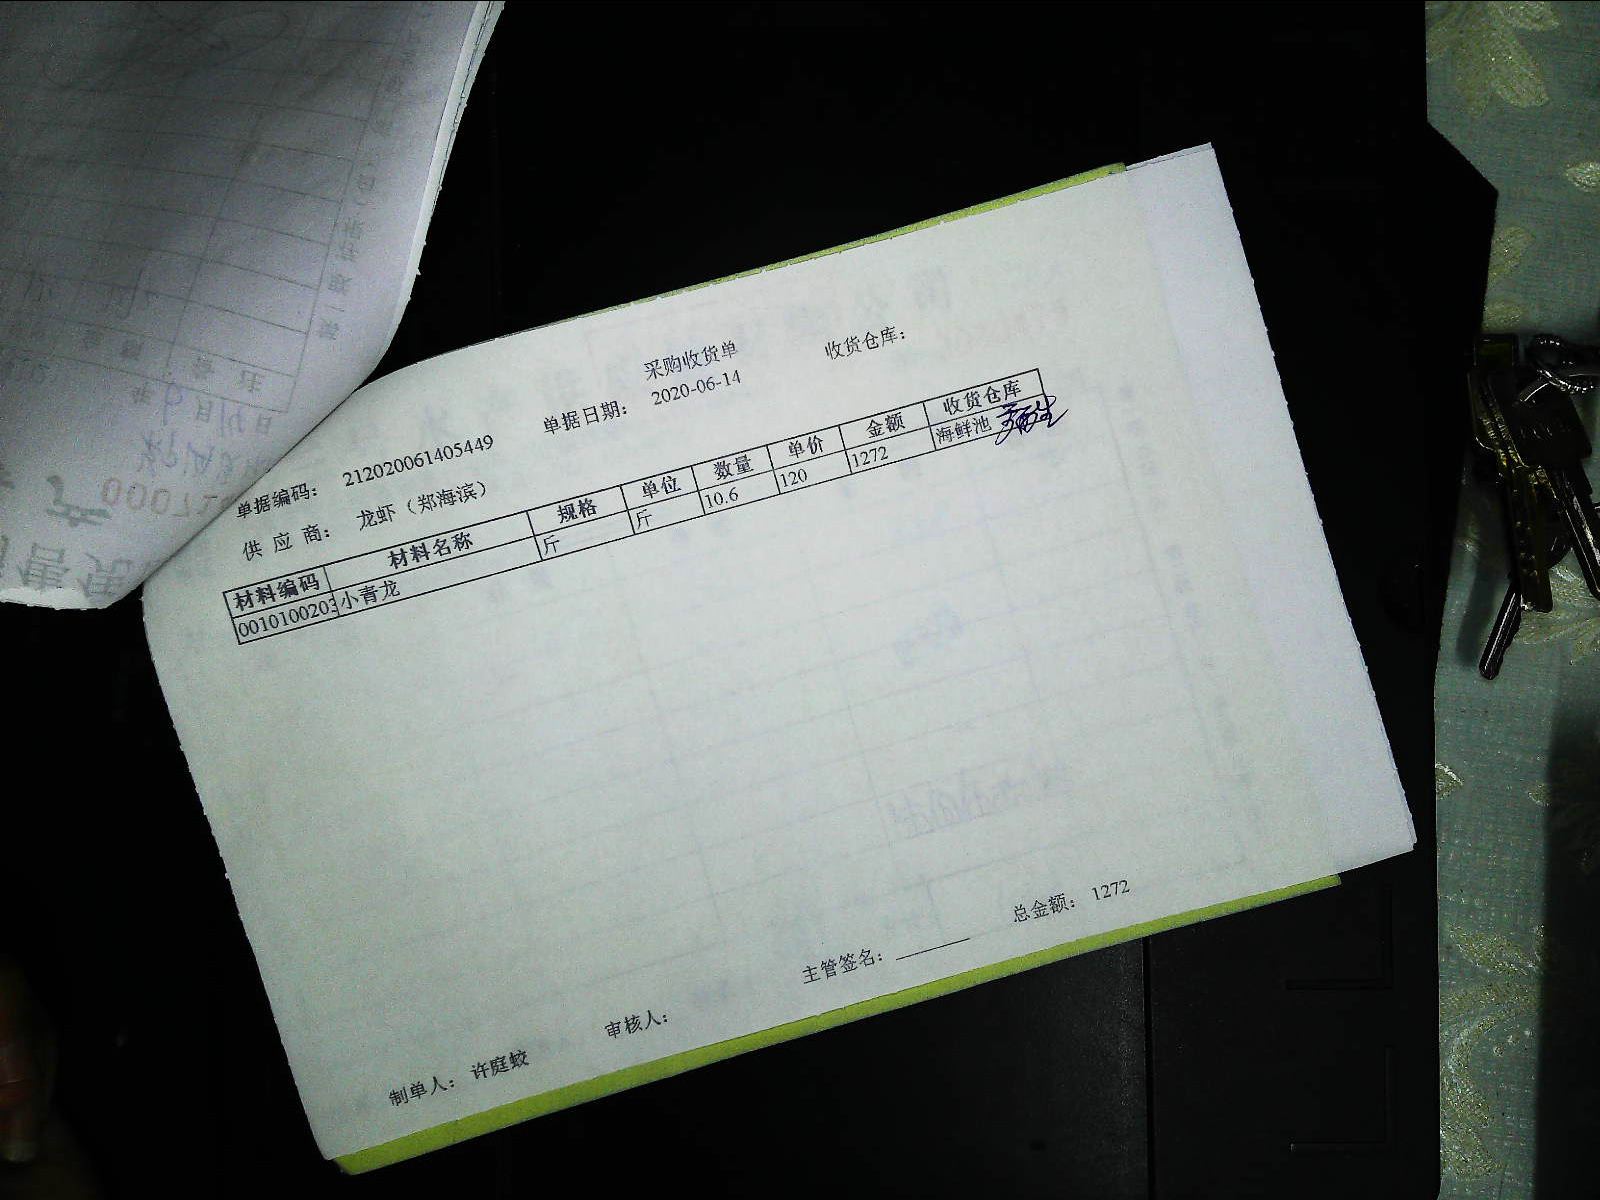 采购收货单
单据编码： 212020061405449 单据日期： 2020-06-14 收货仓库：
供 应 商： 龙虾（郑海滨）
材料编码 材料名称 规格 单位 数量 单价 金额 收货仓库
001010020 小青龙 斤 斤 10.6 120 1272 海鲜池
总金额： 1272
主管签名：
审核人：
制单人： 许庭蛟